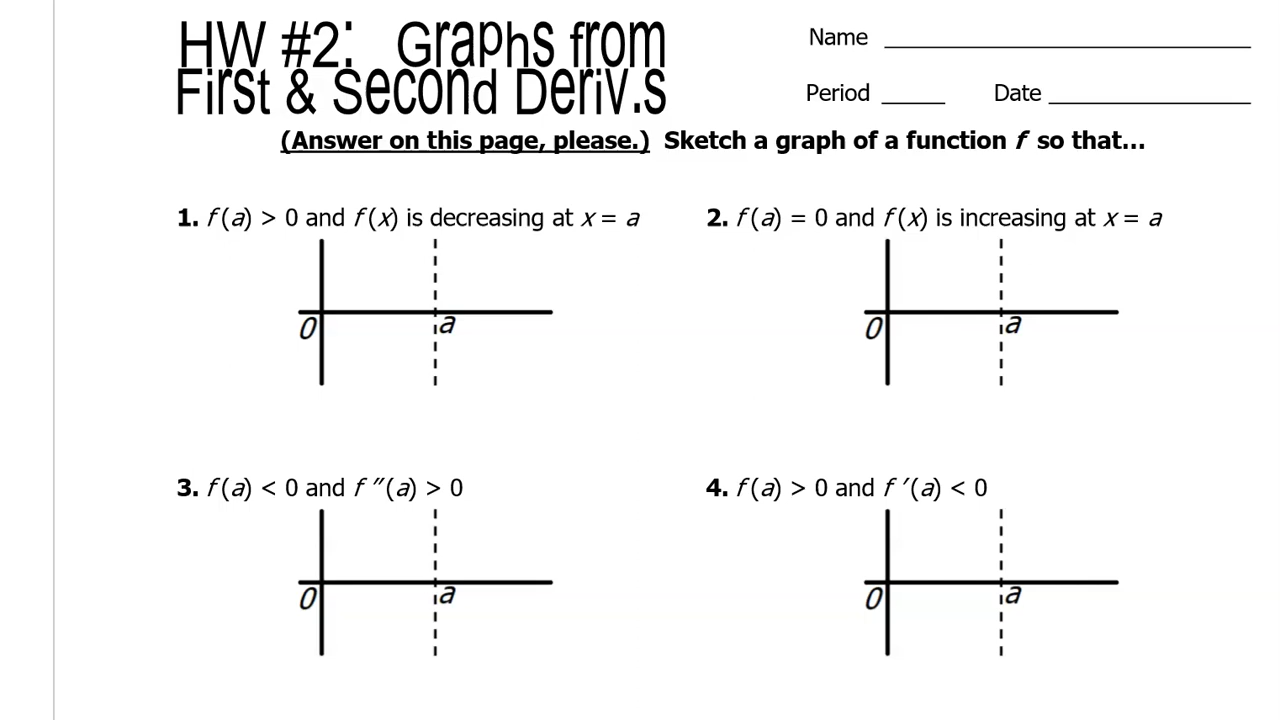 HW #2: Graphs from
First & Second Deriv.s
Name
Period Date
(Answer on this page, please.) Sketch a graph of a function f so that…
1. f(a) > 0 and f(x) is decreasing at x = a
2. f(a) = 0 and f(x) is increasing at x = a
0 a
0 a
3. f(a) < 0 and f ″(a) > 0
4. f(a) > 0 and f ′(a) < 0
0 a
0 a